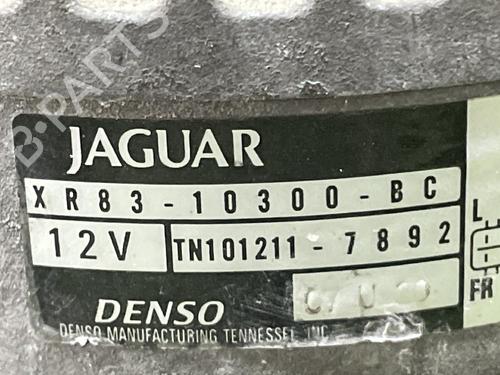 B-PARTS
JAGUAR
XR83-10300-BC
12V TN101211-7892
L
FR
DENSO
DENSO MANUFACTURING TENNESSEE, INC.